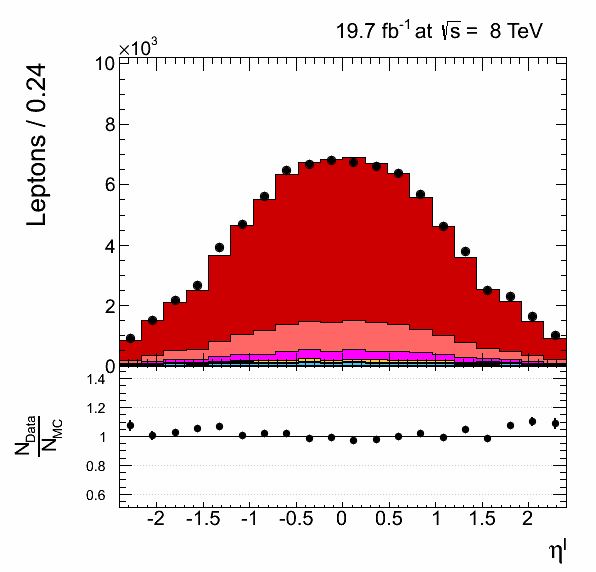 19.7 fb⁻¹ at √s = 8 TeV
×10³
Leptons / 0.24
10
8
6
4
2
0
N_Data / N_MC
1.4
1.2
1
0.8
0.6
-2 -1.5 -1 -0.5 0 0.5 1 1.5 2
ηˡ